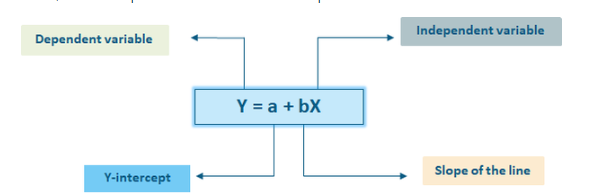 Dependent variable
Independent variable
Y = a + bX
Y-intercept
Slope of the line